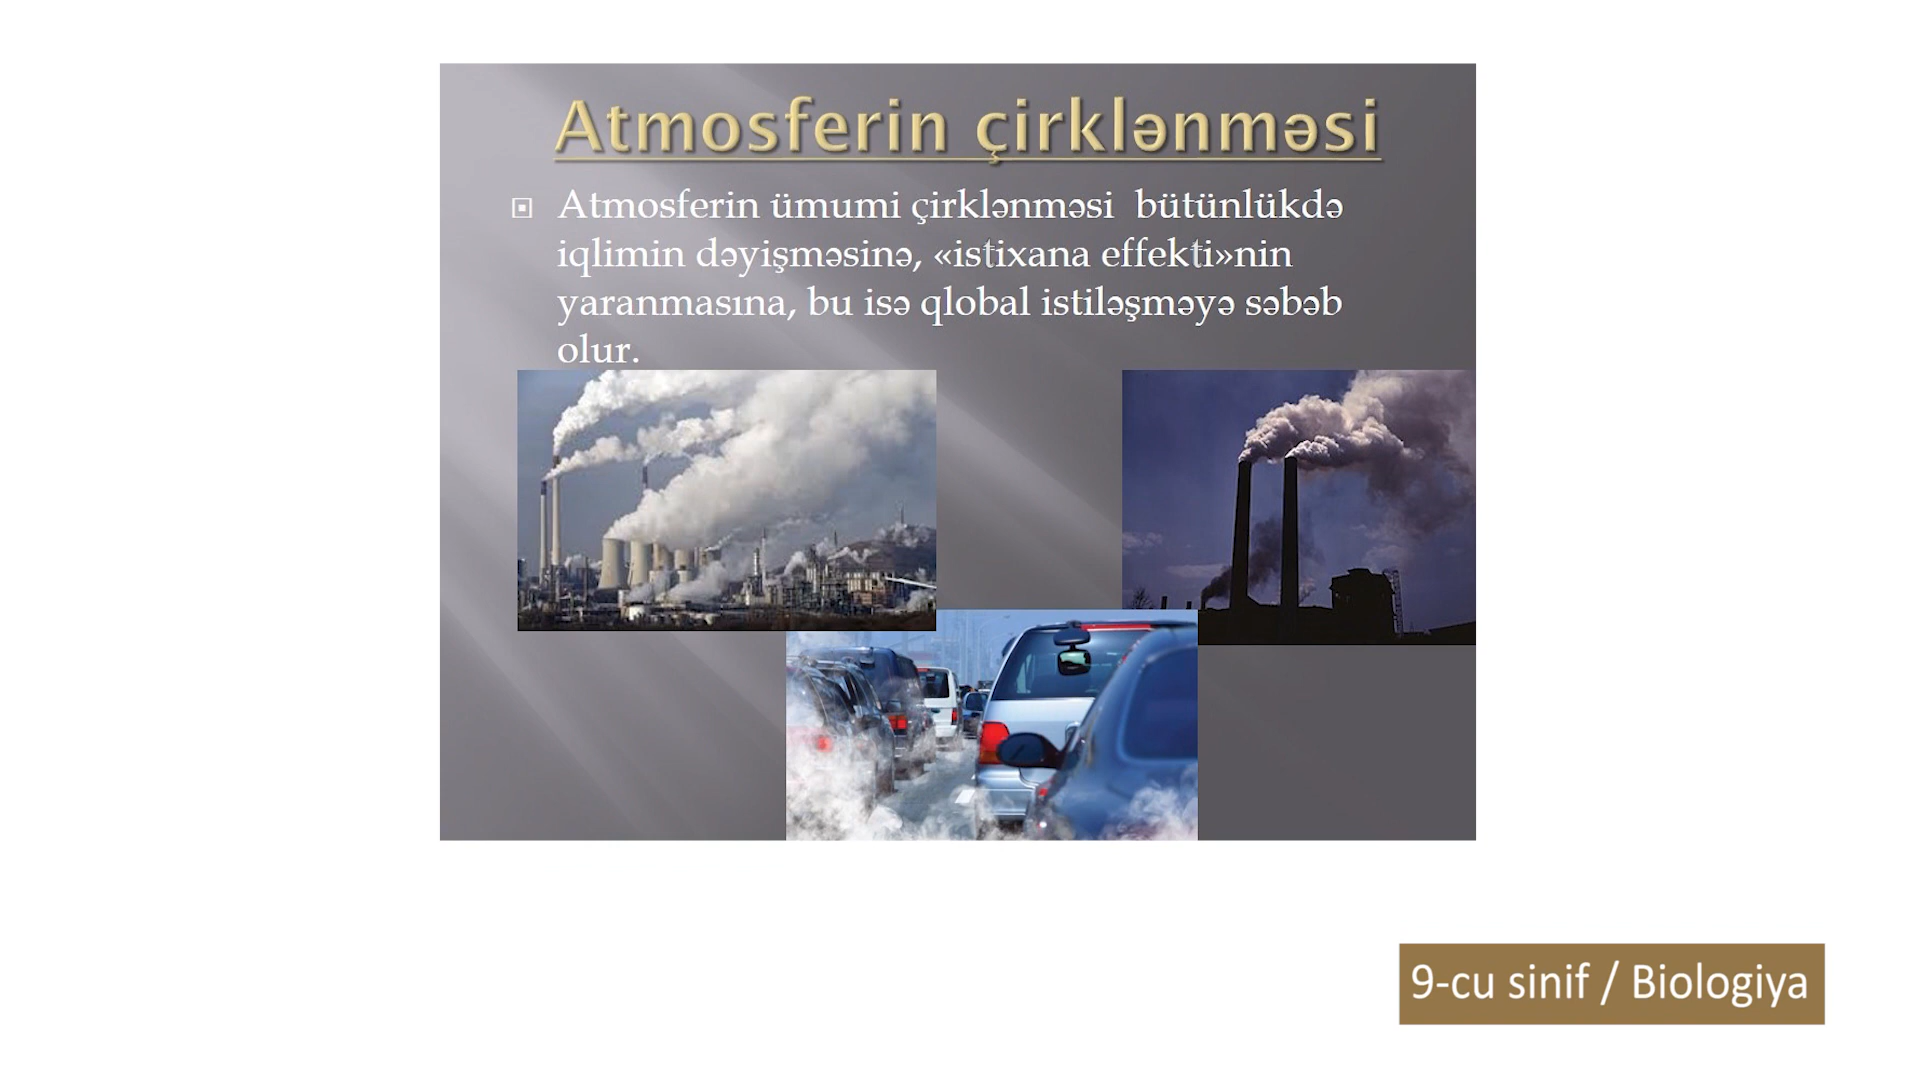 Atmosferin çirklənməsi
Atmosferin ümumi çirklənməsi bütünlükdə
iqlimin dəyişməsinə, «istixana effekti»nin
yaranmasına, bu isə qlobal istiləşməyə səbəb
olur.
9-cu sinif / Biologiya